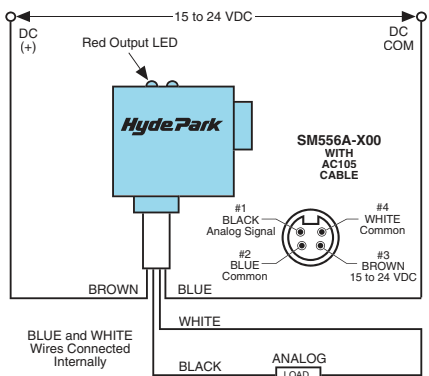 15 to 24 VDC
DC
(+)
DC
COM
Red Output LED
Hyde Park
SM556A-X00
WITH
AC105
CABLE
#1
BLACK
Analog Signal
#4
WHITE
Common
#2
BLUE
Common
#3
BROWN
15 to 24 VDC
BROWN
BLUE
WHITE
BLUE and WHITE
Wires Connected
Internally
BLACK
ANALOG
LOAD